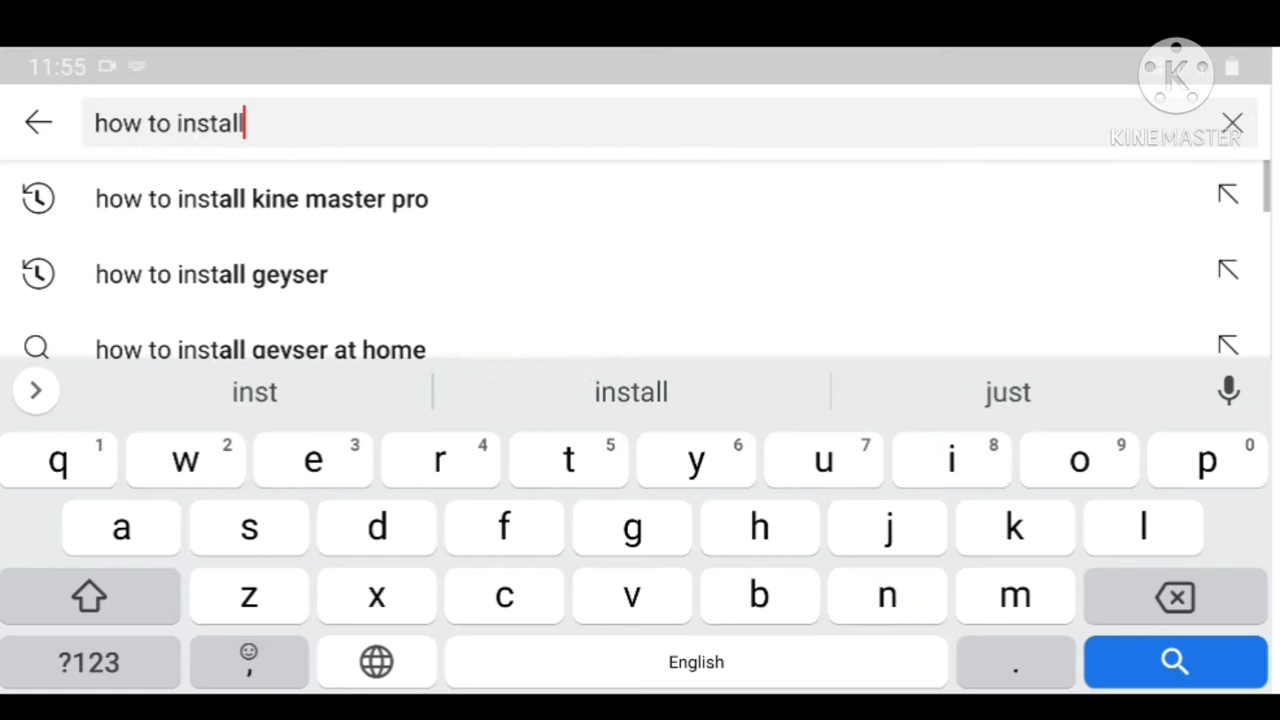 11:55
K
KINEMASTER
how to install
how to install kine master pro
how to install geyser
how to install geyser at home
inst install just
q 1 w 2 e 3 r 4 t 5 y 6 u 7 i 8 o 9 p 0
a s d f g h j k l
z x c v b n m
?123 , English .